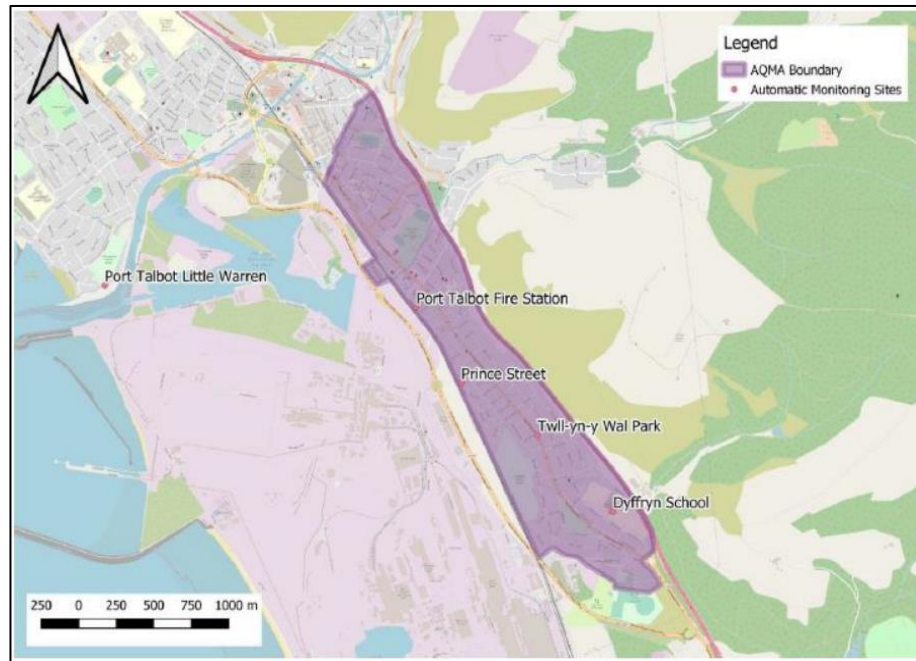 Legend
AQMA Boundary
Automatic Monitoring Sites
Port Talbot Little Warren
Port Talbot Fire Station
Prince Street
Twll-yn-y Wal Park
Dyffryn School
250 0 250 500 750 1000 m